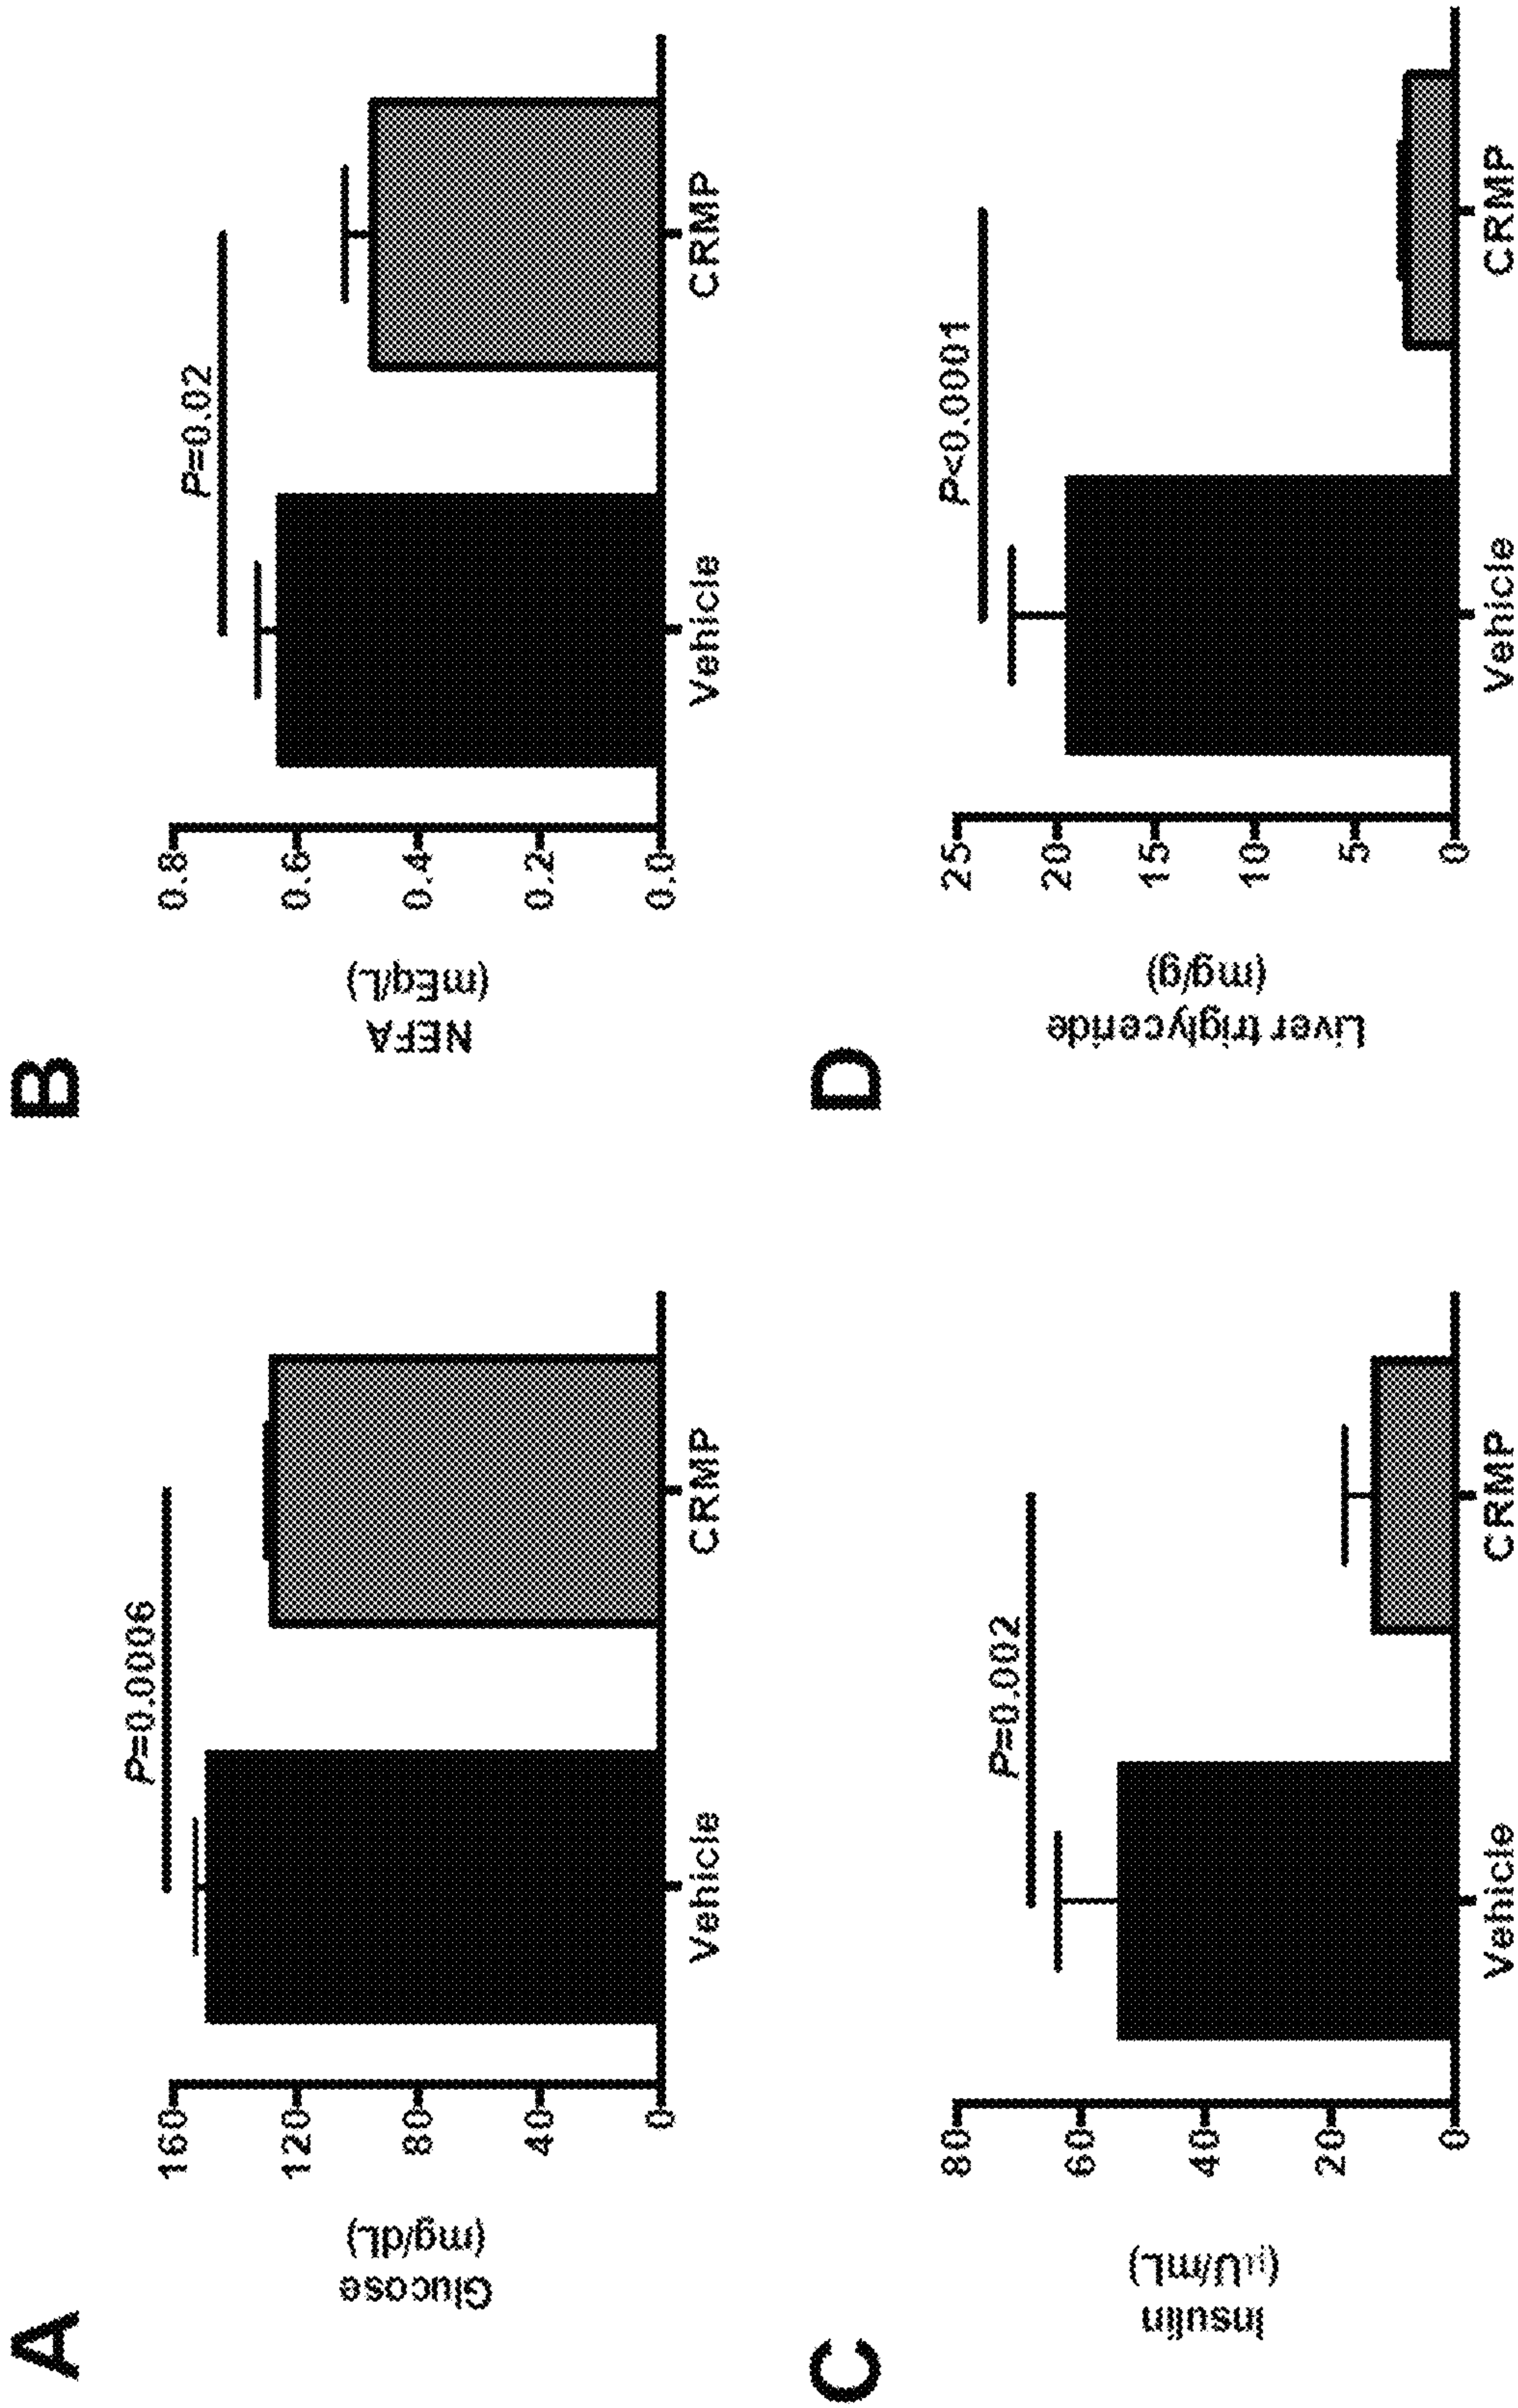 A
Glucose
(mg/dL)
160
120
80
40
0
P=0.0006
Vehicle
CRMP
B
NEFA
(mEq/L)
0.8
0.6
0.4
0.2
0.0
P=0.02
Vehicle
CRMP
C
Insulin
(µU/mL)
80
60
40
20
0
P=0.002
Vehicle
CRMP
D
Liver triglyceride
(mg/g)
25
20
15
10
5
0
P<0.0001
Vehicle
CRMP